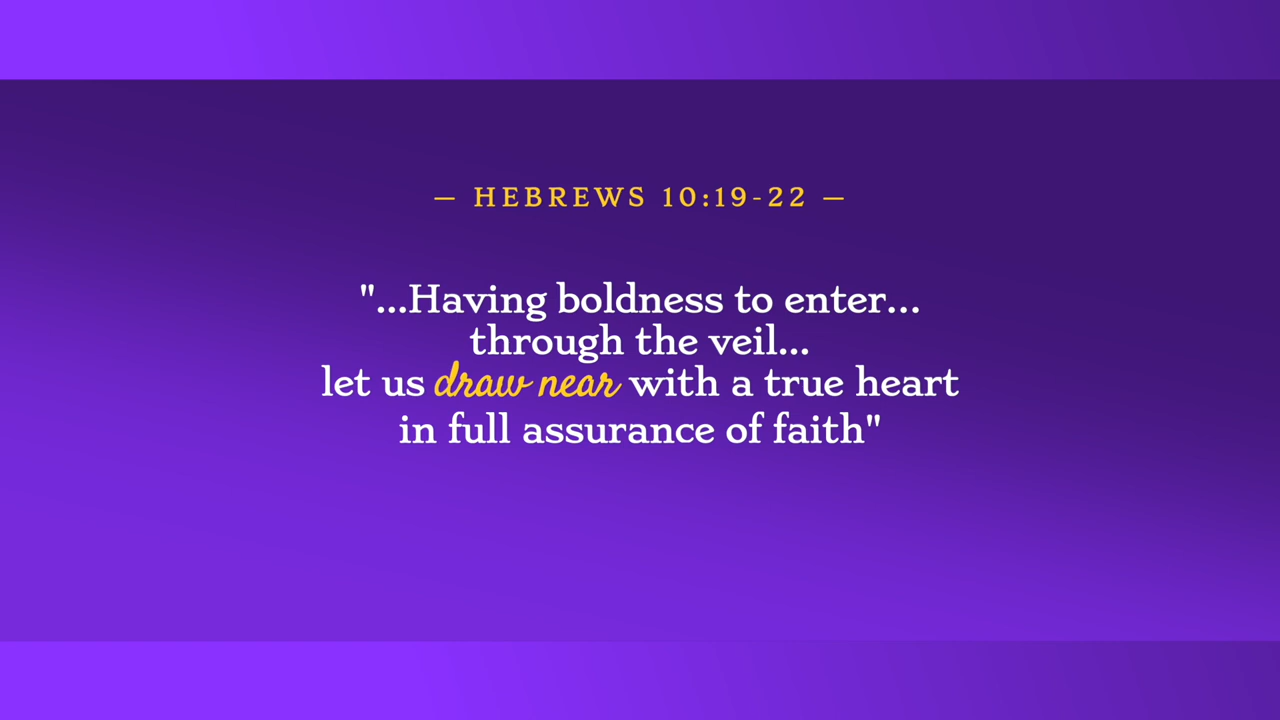 — HEBREWS 10:19-22 —
"...Having boldness to enter...
through the veil...
let us draw near with a true heart
in full assurance of faith"